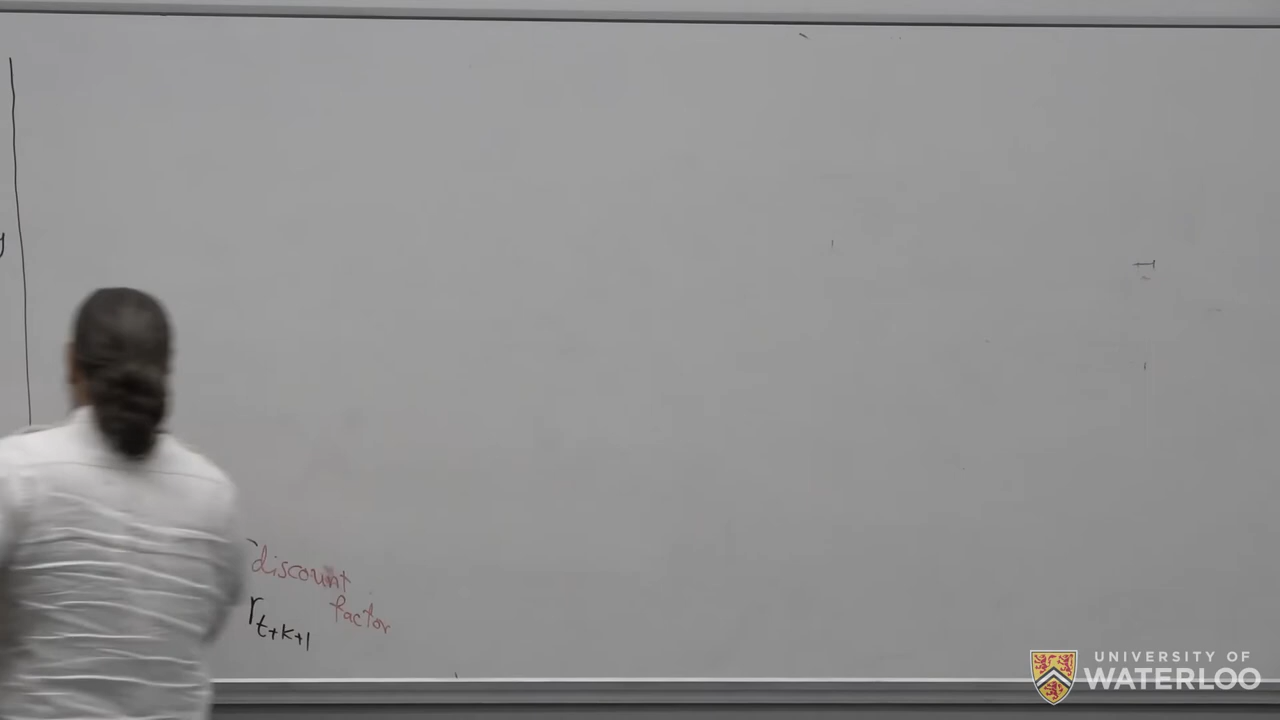 discount
factor
r_{t+k+1}
UNIVERSITY OF
WATERLOO